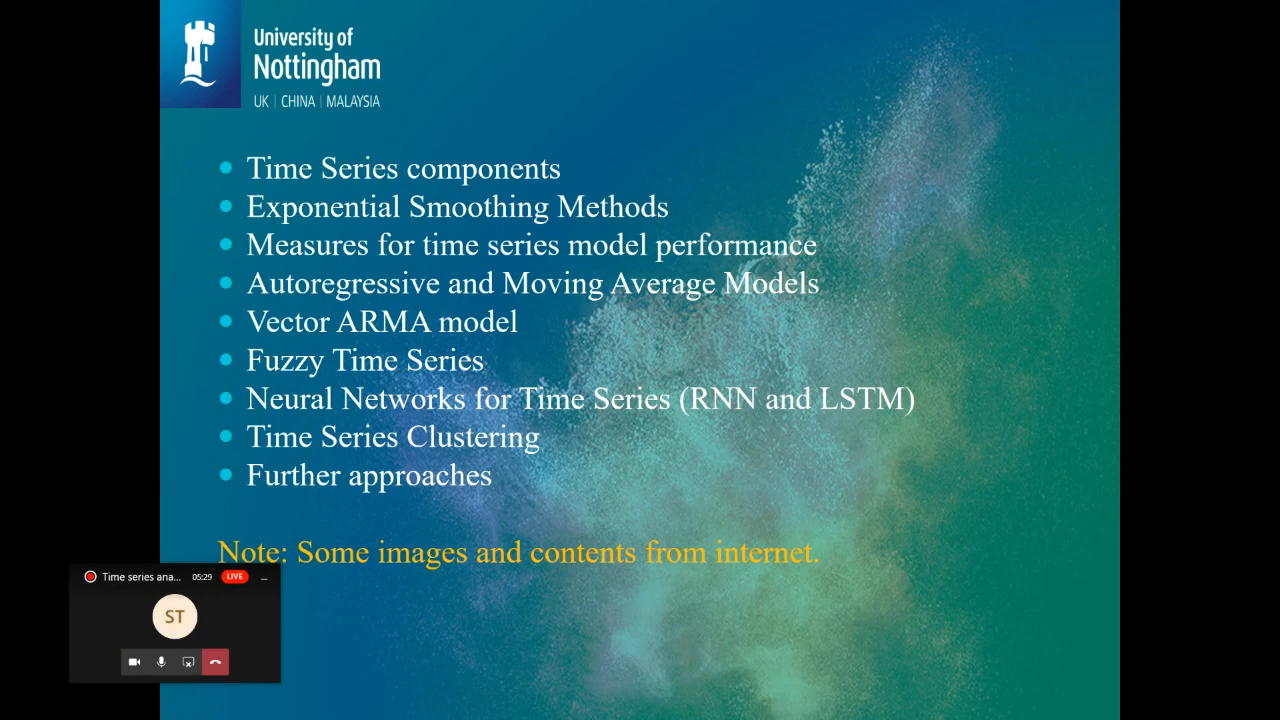 University of
Nottingham
UK | CHINA | MALAYSIA
Time Series components
Exponential Smoothing Methods
Measures for time series model performance
Autoregressive and Moving Average Models
Vector ARMA model
Fuzzy Time Series
Neural Networks for Time Series (RNN and LSTM)
Time Series Clustering
Further approaches
Note: Some images and contents from internet.
Time series ana... 05:29 LIVE
ST